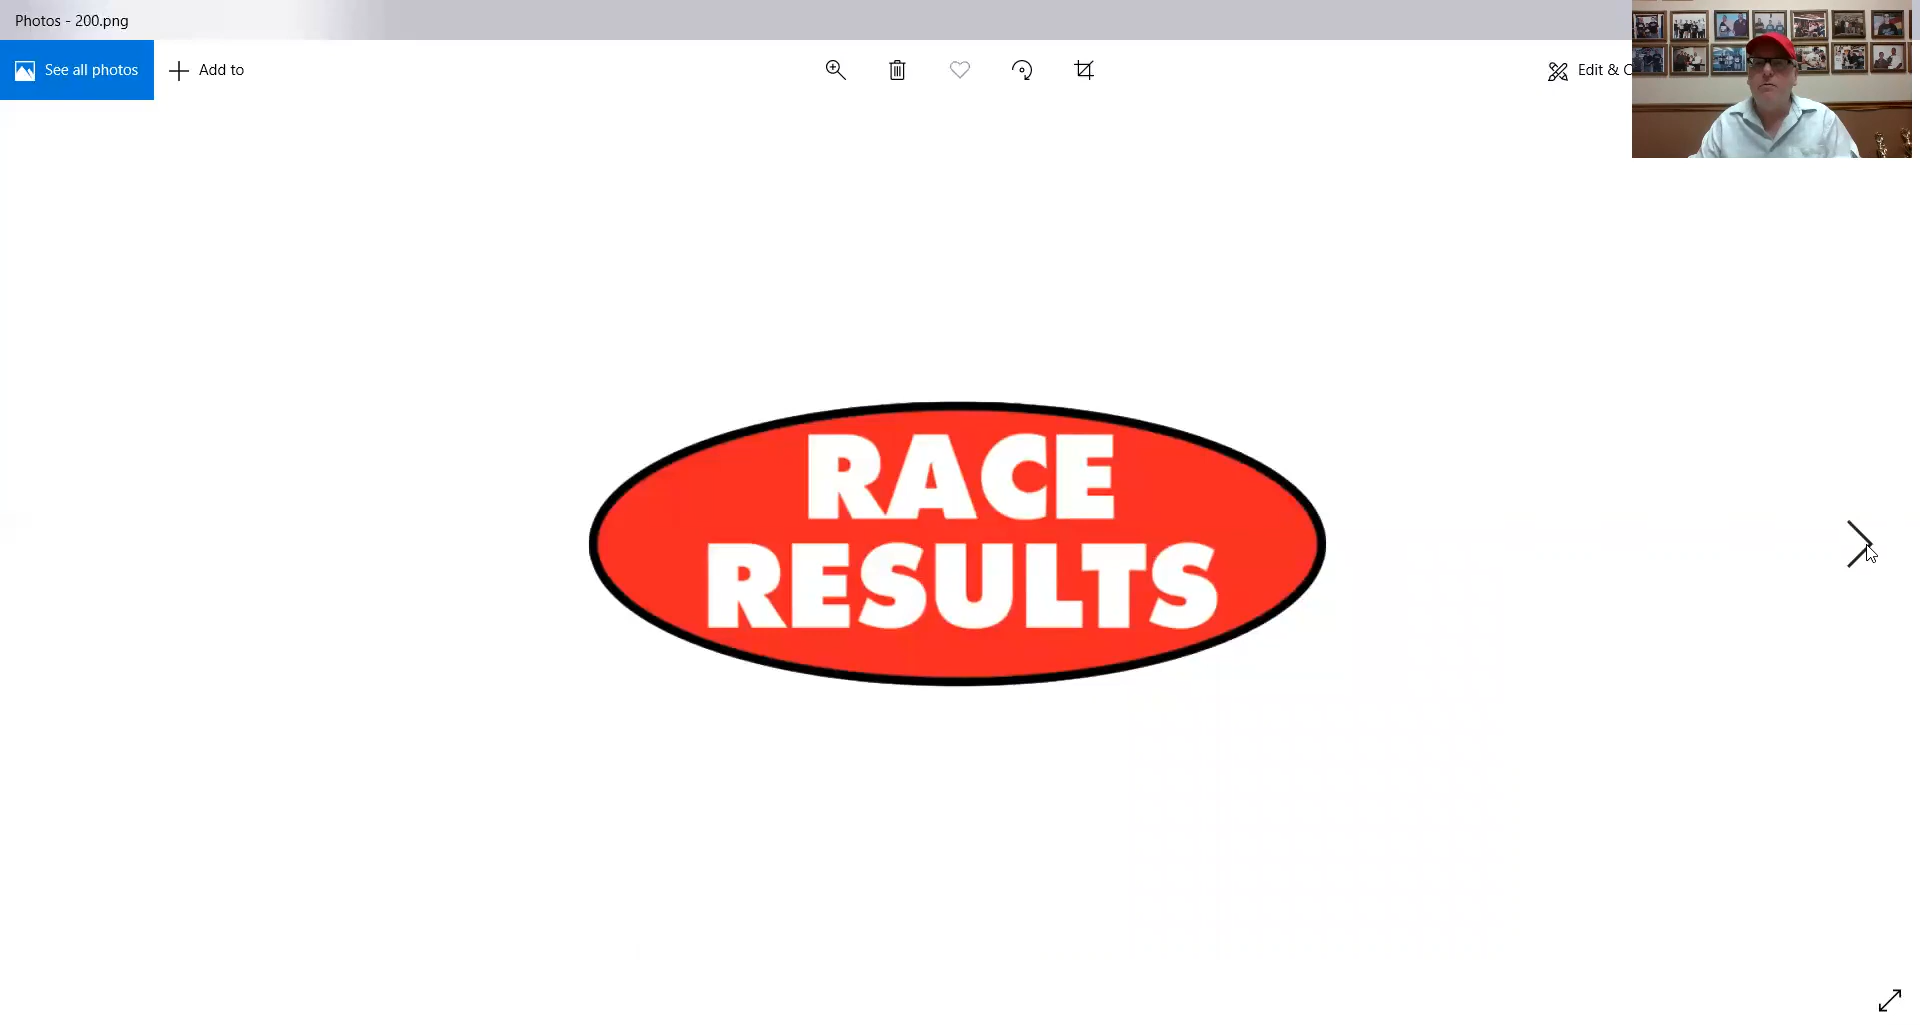 Photos - 200.png
See all photos
Add to
Edit & C
RACE
RESULTS